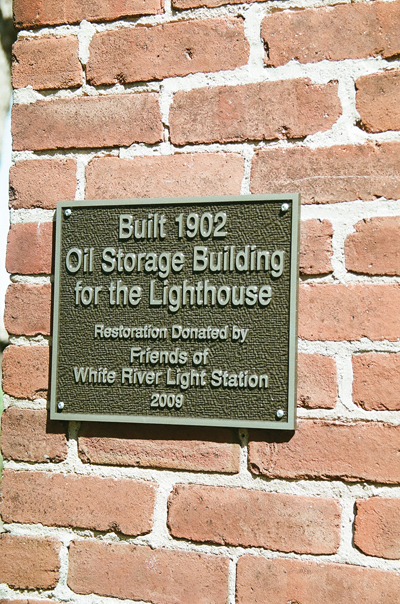 Built 1902
Oil Storage Building
for the Lighthouse
Restoration Donated by
Friends of
White River Light Station
2009